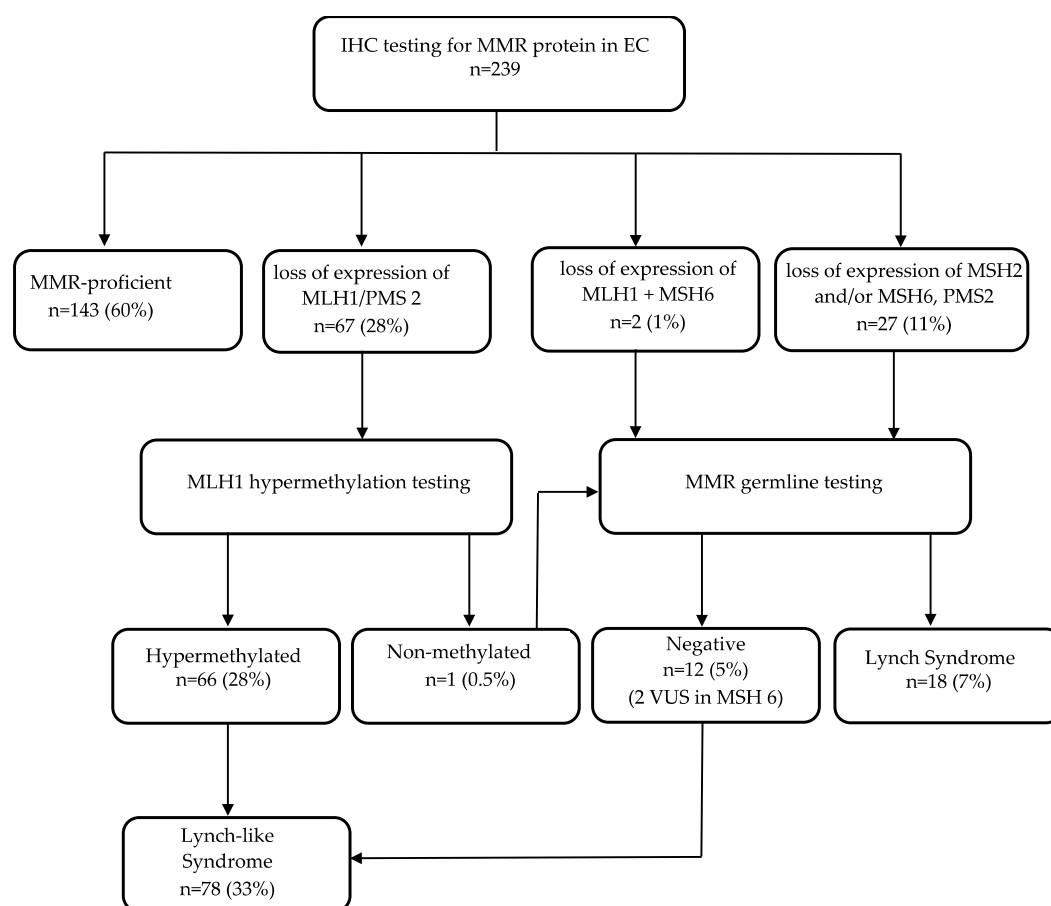 IHC testing for MMR protein in EC
n=239
MMR-proficient
n=143 (60%)
loss of expression of
MLH1/PMS 2
n=67 (28%)
loss of expression of
MLH1 + MSH6
n=2 (1%)
loss of expression of MSH2
and/or MSH6, PMS2
n=27 (11%)
MLH1 hypermethylation testing
MMR germline testing
Hypermethylated
n=66 (28%)
Non-methylated
n=1 (0.5%)
Negative
n=12 (5%)
(2 VUS in MSH 6)
Lynch Syndrome
n=18 (7%)
Lynch-like
Syndrome
n=78 (33%)